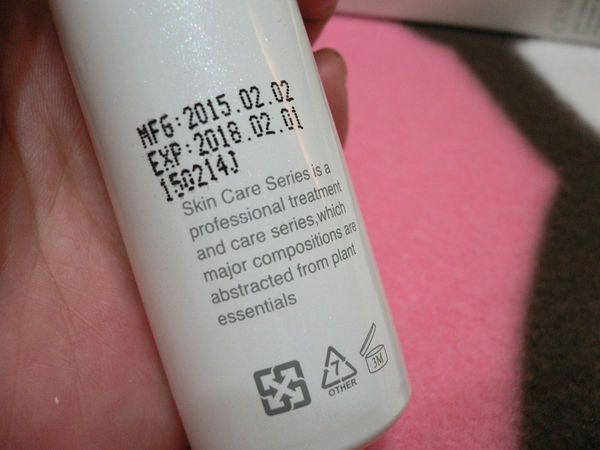 MFG:2015.02.02
EXP:2018.02.01
150214J
Skin Care Series is a
professional treatment
and care series,which
major compositions are
abstracted from plant
essentials
7
OTHER
3M